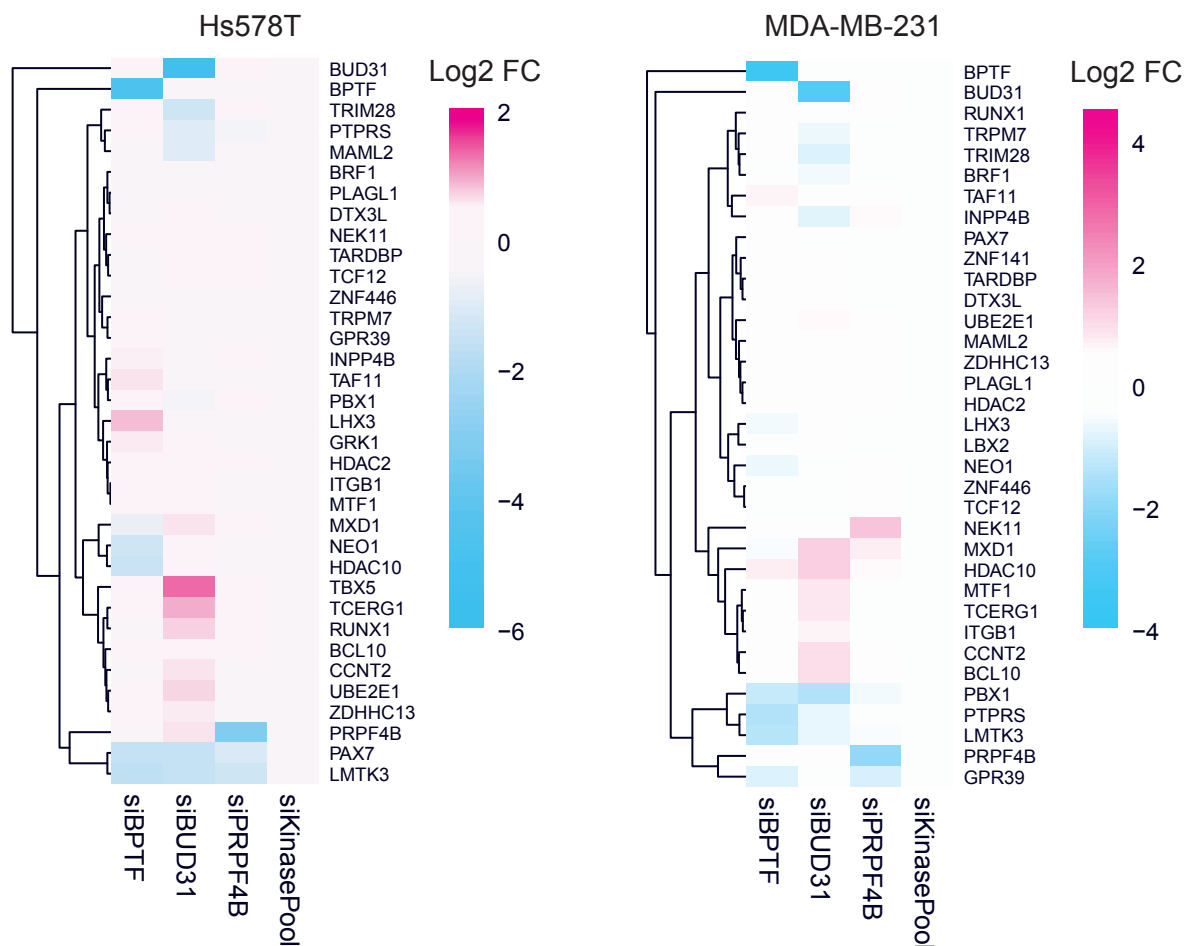 Hs578T
BUD31
BPTF
TRIM28
PTPRS
MAML2
BRF1
PLAGL1
DTX3L
NEK11
TARDBP
TCF12
ZNF446
TRPM7
GPR39
INPP4B
TAF11
PBX1
LHX3
GRK1
HDAC2
ITGB1
MTF1
MXD1
NEO1
HDAC10
TBX5
TCERG1
RUNX1
BCL10
CCNT2
UBE2E1
ZDHHC13
PRPF4B
PAX7
LMTK3
siBPTF
siBUD31
siPRPF4B
siKinasePool
Log2 FC
2
0
−2
−4
−6
MDA-MB-231
BPTF
BUD31
RUNX1
TRPM7
TRIM28
BRF1
TAF11
INPP4B
PAX7
ZNF141
TARDBP
DTX3L
UBE2E1
MAML2
ZDHHC13
PLAGL1
HDAC2
LHX3
LBX2
NEO1
ZNF446
TCF12
NEK11
MXD1
HDAC10
MTF1
TCERG1
ITGB1
CCNT2
BCL10
PBX1
PTPRS
LMTK3
PRPF4B
GPR39
siBPTF
siBUD31
siPRPF4B
siKinasePool
Log2 FC
4
2
0
−2
−4